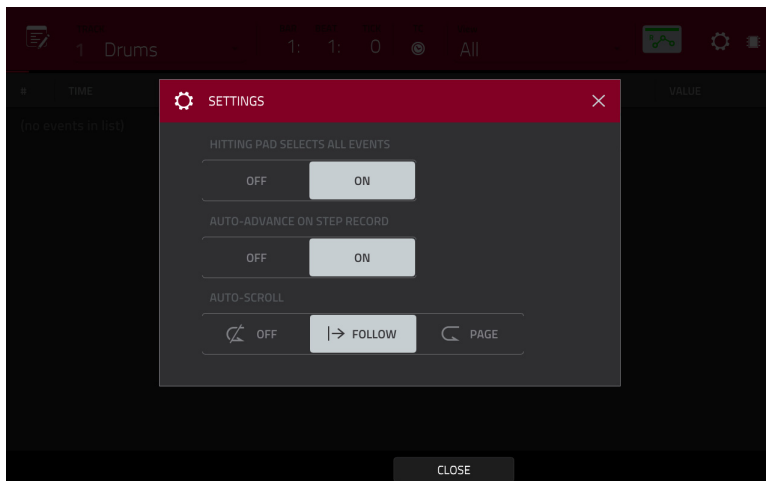 1 Drums 1: 1: 0 All
# TIME VALUE
SETTINGS
(no events in list)
HITTING PAD SELECTS ALL EVENTS
OFF ON
AUTO-ADVANCE ON STEP RECORD
OFF ON
AUTO-SCROLL
OFF FOLLOW PAGE
CLOSE